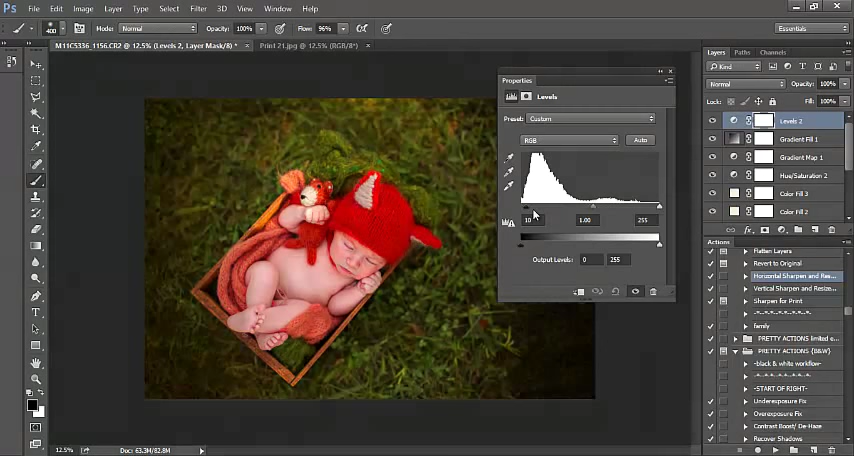 Ps File Edit Image Layer Type Select Filter 3D View Window Help
400 Mode: Normal Opacity: 100% Flow: 96% Essentials
M11C5336_1156.CR2 @ 12.5% (Levels 2, Layer Mask/8) * × Print 21.jpg @ 12.5% (RGB/8*) ×
Properties
Levels
Preset: Custom
RGB Auto
10 1.00 255
Output Levels: 0 255
Layers Paths Channels
Kind
Normal Opacity: 100%
Lock: Fill: 100%
Levels 2
Gradient Fill 1
Gradient Map 1
Hue/Saturation 2
Color Fill 3
Color Fill 2
fx
Actions
Flatten Layers
Revert to Original
Horizontal Sharpen and Res...
Vertical Sharpen and Resize...
Sharpen for Print
-*-*-*-*-*-*-*-
family
PRETTY ACTIONS limited e...
PRETTY ACTIONS {B&W}
-black & white workflow-
-*-*-*-*-*-*-*-
-START OF RIGHT-
Underexposure Fix
Overexposure Fix
Contrast Boost/ De-Haze
Recover Shadows
12.5% Doc: 63.3M/82.8M